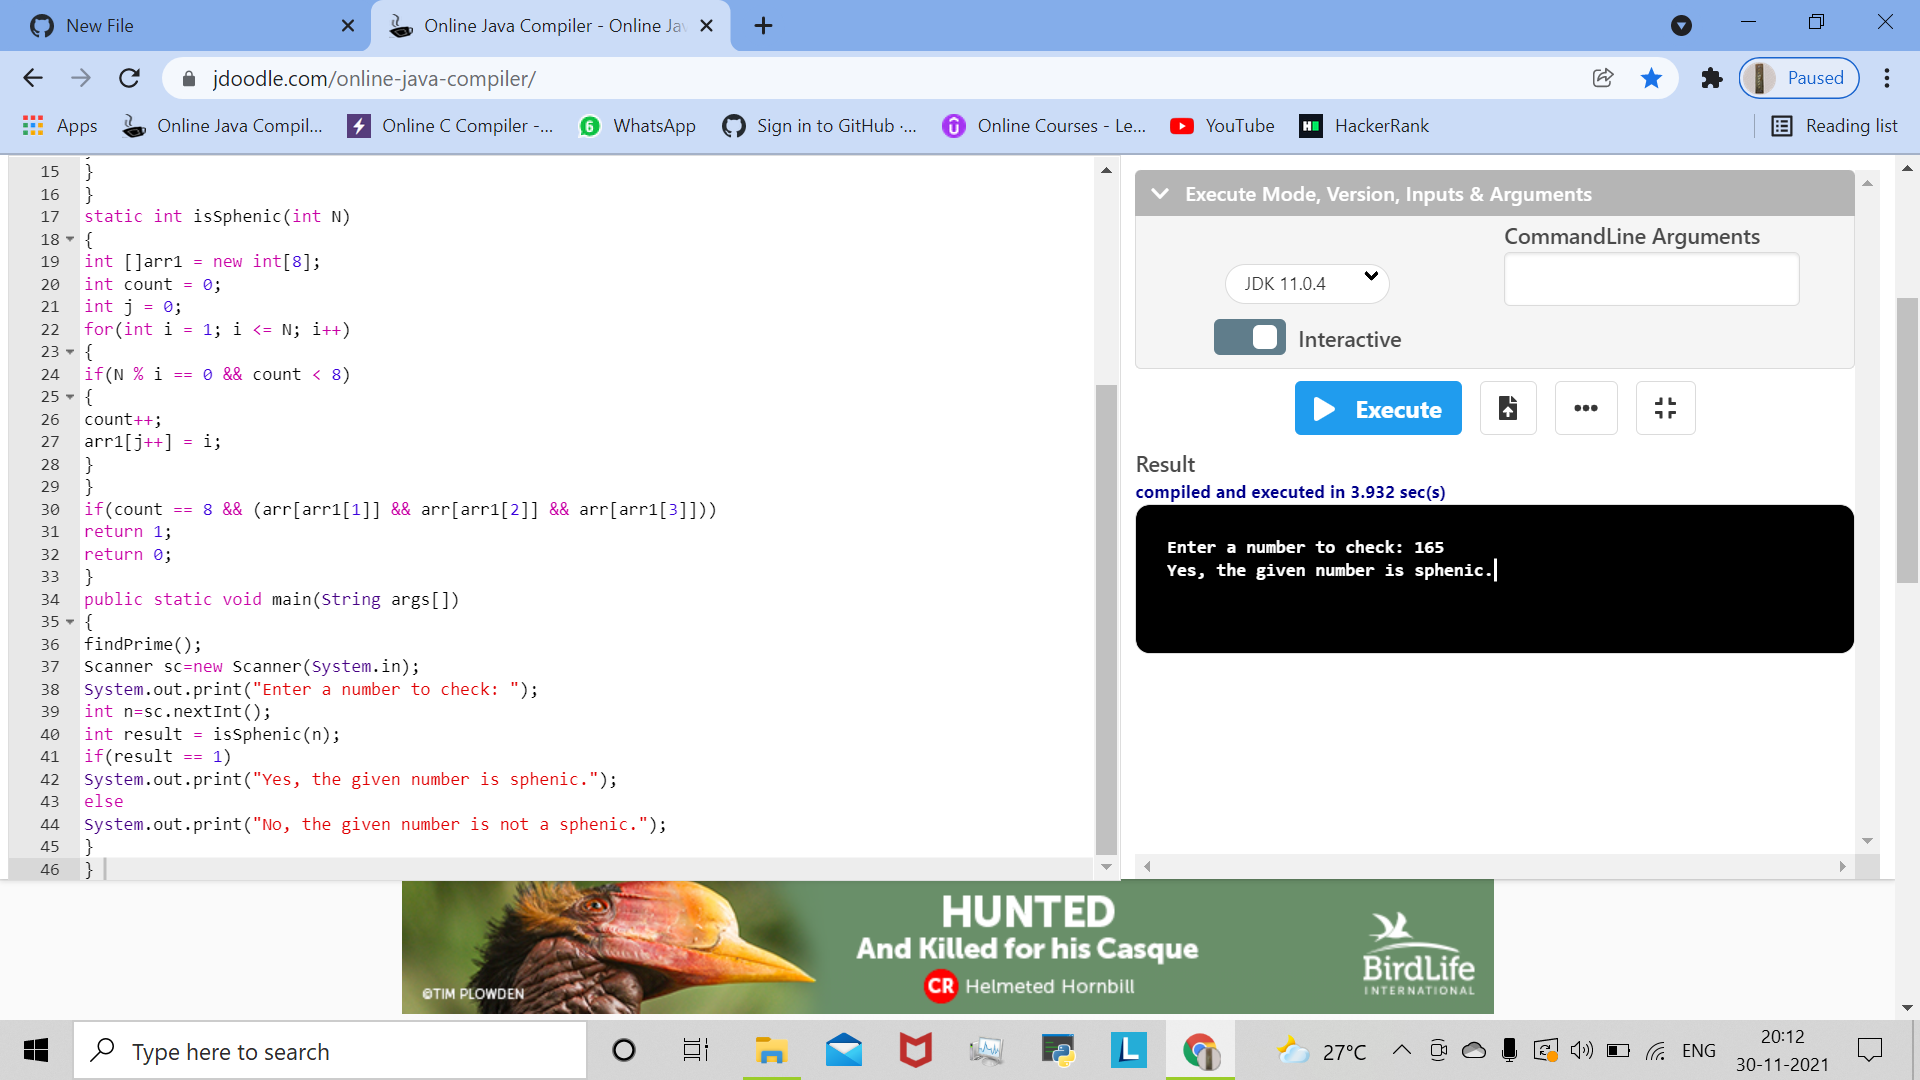 New File
Online Java Compiler - Online Ja
jdoodle.com/online-java-compiler/
Paused
Apps
Online Java Compil...
Online C Compiler -...
6
WhatsApp
Sign in to GitHub ·...
Online Courses - Le...
YouTube
HackerRank
Reading list
15 }
16 }
17 static int isSphenic(int N)
18 {
19 int []arr1 = new int[8];
20 int count = 0;
21 int j = 0;
22 for(int i = 1; i <= N; i++)
23 {
24 if(N % i == 0 && count < 8)
25 {
26 count++;
27 arr1[j++] = i;
28 }
29 }
30 if(count == 8 && (arr[arr1[1]] && arr[arr1[2]] && arr[arr1[3]]))
31 return 1;
32 return 0;
33 }
34 public static void main(String args[])
35 {
36 findPrime();
37 Scanner sc=new Scanner(System.in);
38 System.out.print("Enter a number to check: ");
39 int n=sc.nextInt();
40 int result = isSphenic(n);
41 if(result == 1)
42 System.out.print("Yes, the given number is sphenic.");
43 else
44 System.out.print("No, the given number is not a sphenic.");
45 }
46 }
Execute Mode, Version, Inputs & Arguments
CommandLine Arguments
JDK 11.0.4
Interactive
Execute
Result
compiled and executed in 3.932 sec(s)
Enter a number to check: 165
Yes, the given number is sphenic.
HUNTED
And Killed for his Casque
CR Helmeted Hornbill
©TIM PLOWDEN
BirdLife
INTERNATIONAL
Type here to search
L
27°C
ENG
20:12
30-11-2021